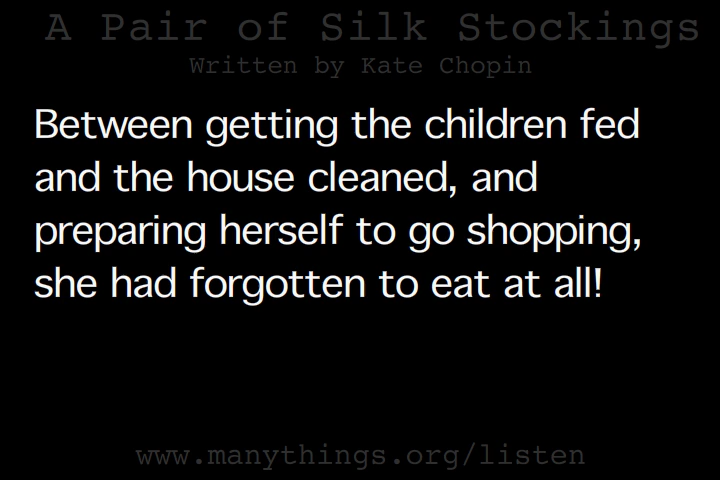 A Pair of Silk Stockings
Written by Kate Chopin
Between getting the children fed
and the house cleaned, and
preparing herself to go shopping,
she had forgotten to eat at all!
www.manythings.org/listen